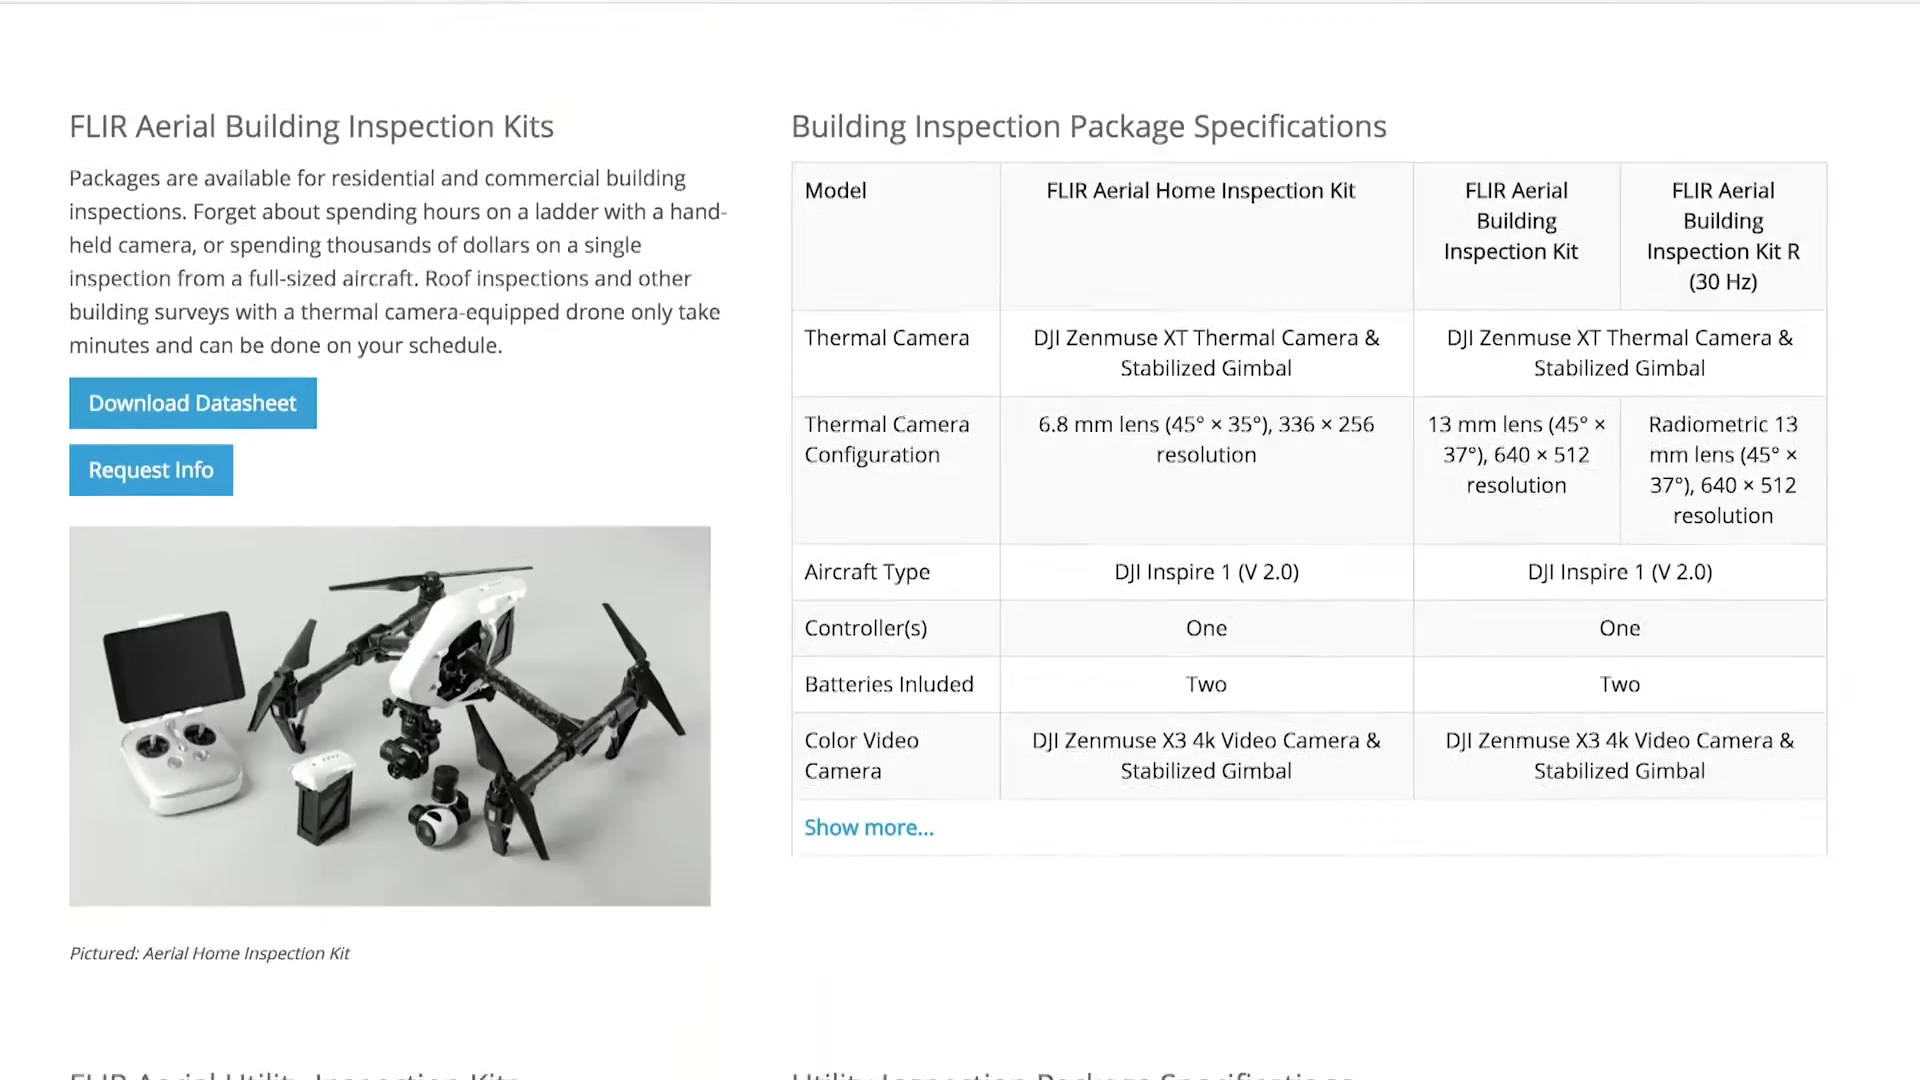 FLIR Aerial Building Inspection Kits
Packages are available for residential and commercial building
inspections. Forget about spending hours on a ladder with a hand-
held camera, or spending thousands of dollars on a single
inspection from a full-sized aircraft. Roof inspections and other
building surveys with a thermal camera-equipped drone only take
minutes and can be done on your schedule.
Download Datasheet
Request Info
Pictured: Aerial Home Inspection Kit
Building Inspection Package Specifications
Model
FLIR Aerial Home Inspection Kit
FLIR Aerial
Building
Inspection Kit
FLIR Aerial
Building
Inspection Kit R
(30 Hz)
Thermal Camera
DJI Zenmuse XT Thermal Camera &
Stabilized Gimbal
DJI Zenmuse XT Thermal Camera &
Stabilized Gimbal
Thermal Camera
Configuration
6.8 mm lens (45° × 35°), 336 × 256
resolution
13 mm lens (45° ×
37°), 640 × 512
resolution
Radiometric 13
mm lens (45° ×
37°), 640 × 512
resolution
Aircraft Type
DJI Inspire 1 (V 2.0)
DJI Inspire 1 (V 2.0)
Controller(s)
One
One
Batteries Inluded
Two
Two
Color Video
Camera
DJI Zenmuse X3 4k Video Camera &
Stabilized Gimbal
DJI Zenmuse X3 4k Video Camera &
Stabilized Gimbal
Show more...
FLIR Aerial Utility Inspection Kits
Utility Inspection Package Specifications